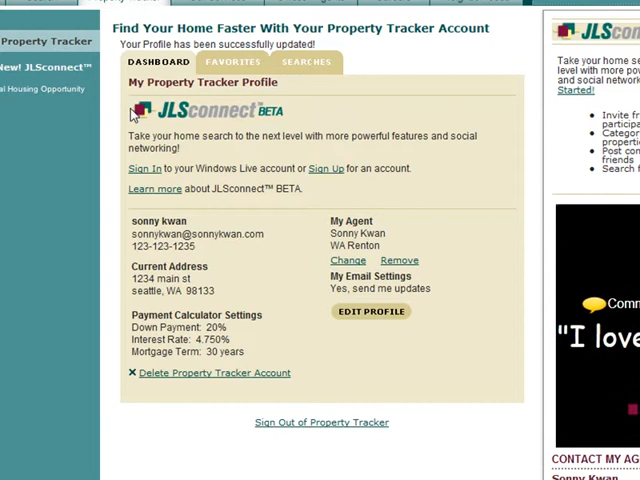 Property Tracker
New! JLSconnect™
al Housing Opportunity
Find Your Home Faster With Your Property Tracker Account
Your Profile has been successfully updated!
DASHBOARD FAVORITES SEARCHES
My Property Tracker Profile
JLSconnect™ BETA
Take your home search to the next level with more powerful features and social
networking!
Sign In to your Windows Live account or Sign Up for an account.
Learn more about JLSconnect™ BETA.
sonny kwan
sonnykwan@sonnykwan.com
123-123-1235
Current Address
1234 main st
seattle, WA 98133
Payment Calculator Settings
Down Payment: 20%
Interest Rate: 4.750%
Mortgage Term: 30 years
✕ Delete Property Tracker Account
My Agent
Sonny Kwan
WA Renton
Change Remove
My Email Settings
Yes, send me updates
EDIT PROFILE
Sign Out of Property Tracker
JLScon
Take your home se
level with more pow
and social network
Started!
• Invite fr
participa
• Categor
properti
• Post con
friends
• Search f
Comm
"I love
CONTACT MY AG
Sonny Kwan